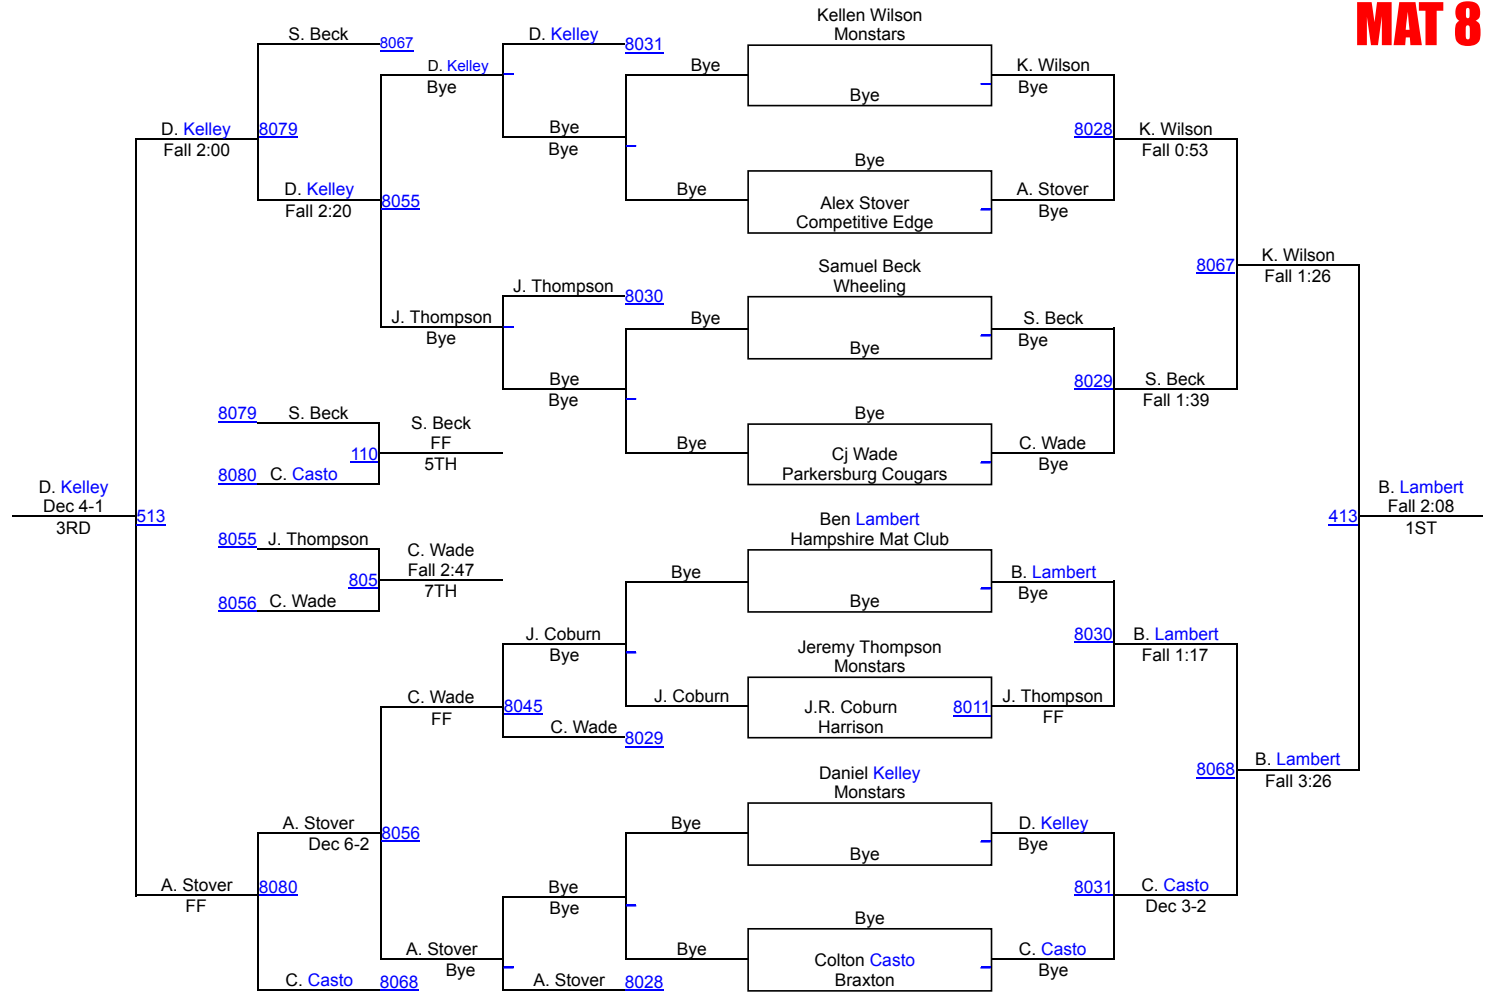 MAT 8
Kellen Wilson
Monstars
S. Beck
8067
D. Kelley
8031
D. Kelley
Bye
Bye
Bye
K. Wilson
Bye
D. Kelley
Fall 2:00
8079
Bye
Bye
8028
K. Wilson
Fall 0:53
Bye
D. Kelley
Fall 2:20
8055
Bye
Alex Stover
Competitive Edge
A. Stover
Bye
Samuel Beck
Wheeling
8067
K. Wilson
Fall 1:26
J. Thompson
8030
J. Thompson
Bye
Bye
Bye
S. Beck
Bye
Bye
Bye
8029
S. Beck
Fall 1:39
8079
S. Beck
110
S. Beck
FF
5TH
8080
C. Casto
Bye
Bye
Cj Wade
Parkersburg Cougars
C. Wade
Bye
D. Kelley
Dec 4-1
3RD
513
413
B. Lambert
Fall 2:08
1ST
Ben Lambert
Hampshire Mat Club
8055
J. Thompson
805
C. Wade
Fall 2:47
7TH
8056
C. Wade
Bye
Bye
B. Lambert
Bye
J. Coburn
Bye
8030
B. Lambert
Fall 1:17
Jeremy Thompson
Monstars
C. Wade
FF
8045
J. Coburn
J.R. Coburn
Harrison
8011
J. Thompson
FF
C. Wade
8029
Daniel Kelley
Monstars
8068
B. Lambert
Fall 3:26
A. Stover
Dec 6-2
8056
Bye
Bye
D. Kelley
Bye
A. Stover
FF
8080
Bye
Bye
8031
C. Casto
Dec 3-2
Bye
A. Stover
Bye
Bye
Colton Casto
Braxton
C. Casto
Bye
C. Casto
8068
A. Stover
8028